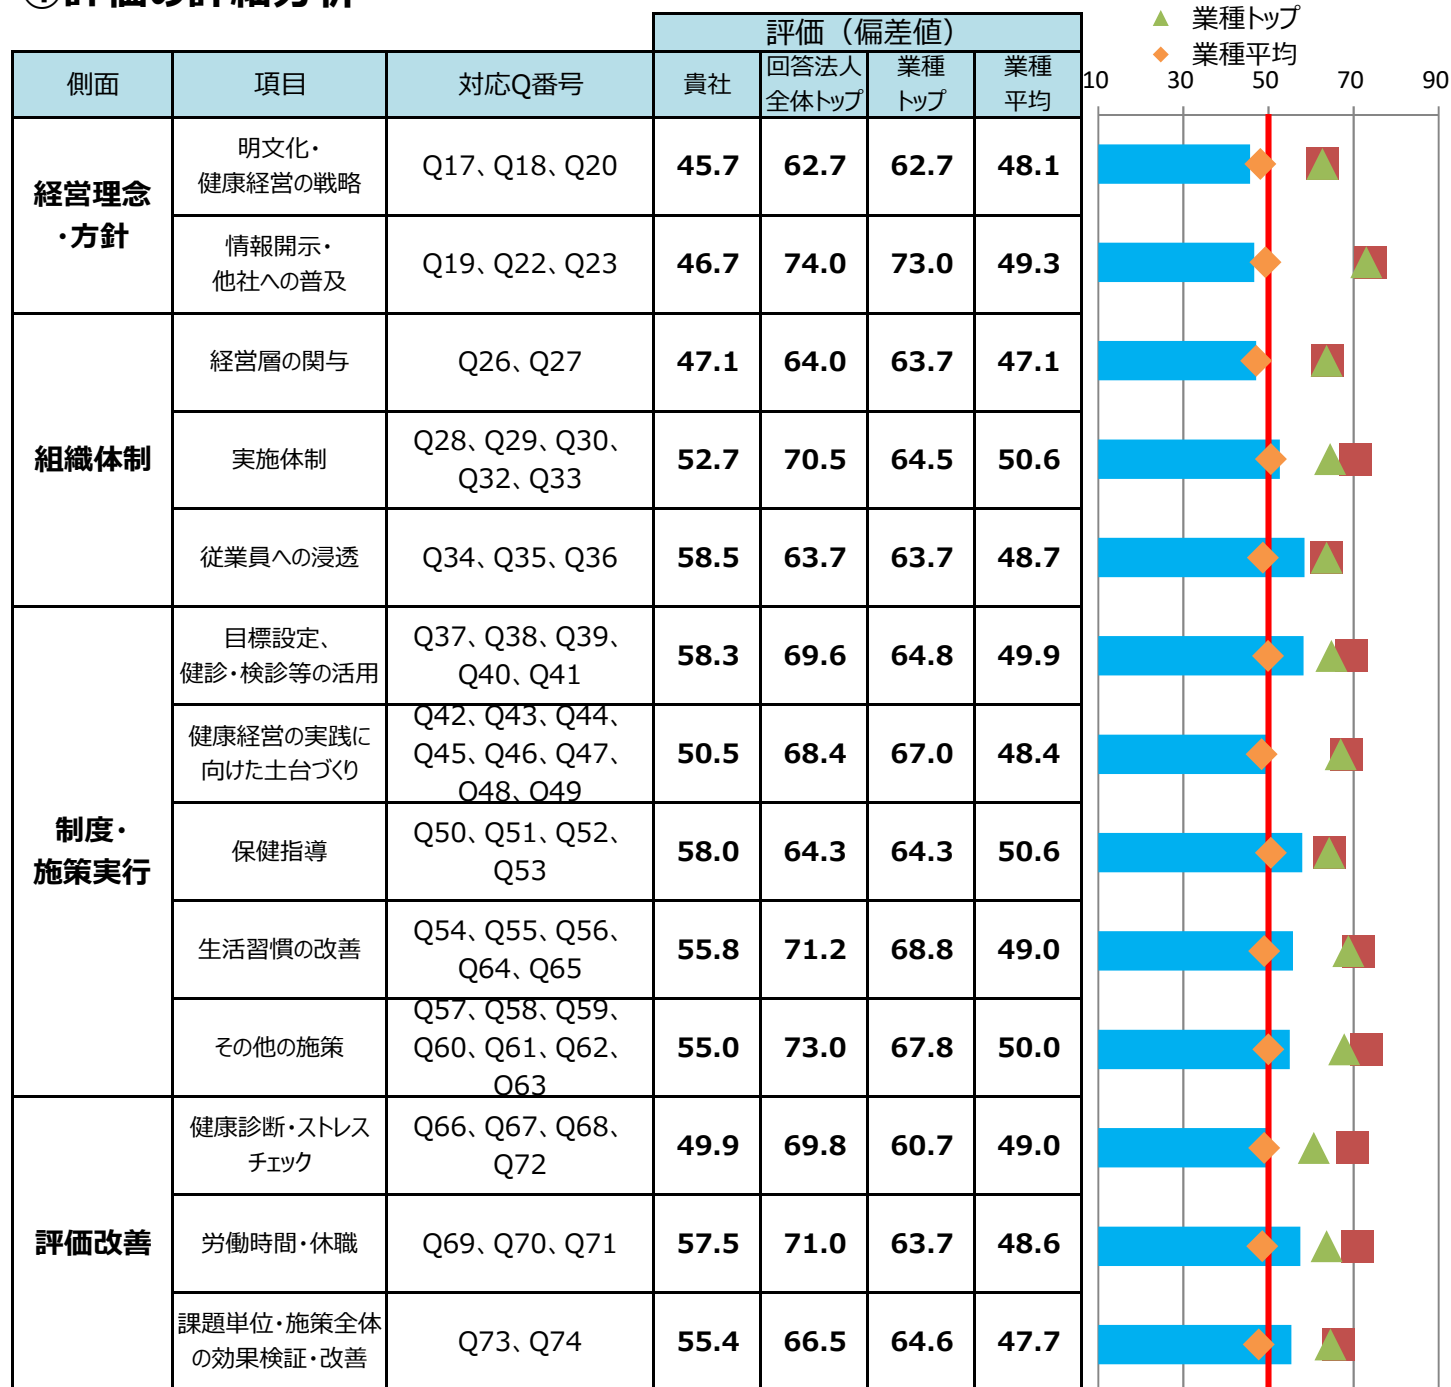 ①評価の詳細分析
▲ 業種トップ
◆ 業種平均
評価（偏差値）
側面 項目 対応Q番号 貴社 回答法人 業種 業種
全体トップ トップ 平均
10 30 50 70 90
経営理念
・方針
明文化・
健康経営の戦略
Q17、Q18、Q20 45.7 62.7 62.7 48.1
情報開示・
他社への普及
Q19、Q22、Q23 46.7 74.0 73.0 49.3
組織体制
経営層の関与 Q26、Q27 47.1 64.0 63.7 47.1
実施体制
Q28、Q29、Q30、
Q32、Q33
52.7 70.5 64.5 50.6
従業員への浸透 Q34、Q35、Q36 58.5 63.7 63.7 48.7
制度・
施策実行
目標設定、
健診・検診等の活用
Q37、Q38、Q39、
Q40、Q41
58.3 69.6 64.8 49.9
健康経営の実践に
向けた土台づくり
Q42、Q43、Q44、
Q45、Q46、Q47、
Q48、Q49
50.5 68.4 67.0 48.4
保健指導
Q50、Q51、Q52、
Q53
58.0 64.3 64.3 50.6
生活習慣の改善
Q54、Q55、Q56、
Q64、Q65
55.8 71.2 68.8 49.0
その他の施策
Q57、Q58、Q59、
Q60、Q61、Q62、
Q63
55.0 73.0 67.8 50.0
評価改善
健康診断・ストレス
チェック
Q66、Q67、Q68、
Q72
49.9 69.8 60.7 49.0
労働時間・休職 Q69、Q70、Q71 57.5 71.0 63.7 48.6
課題単位・施策全体
の効果検証・改善
Q73、Q74 55.4 66.5 64.6 47.7